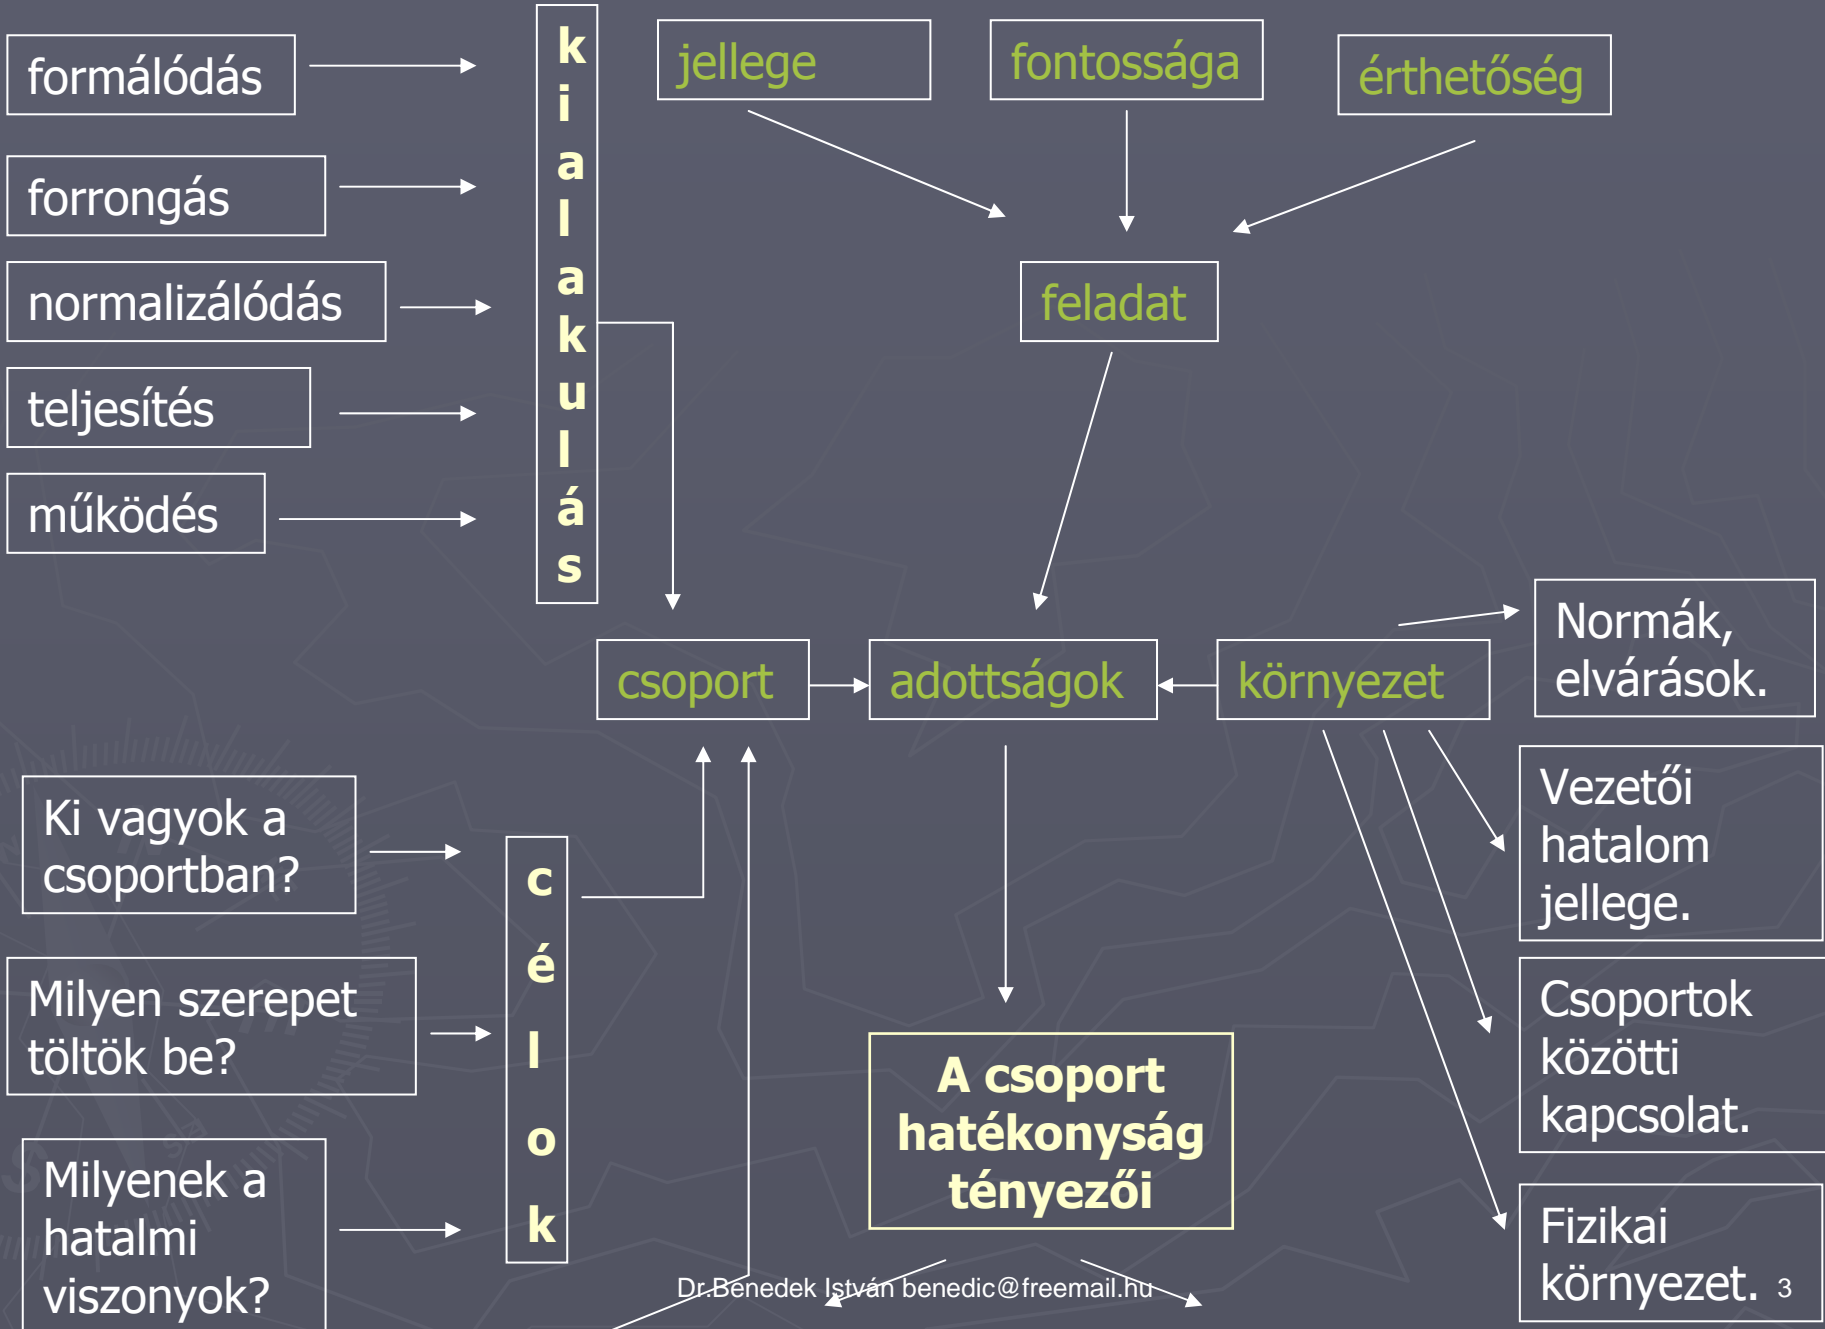 formálódás
forrongás
normalizálódás
teljesítés
működés
kialakulás
jellege
fontossága
érthetőség
feladat
csoport
adottságok
környezet
Normák,
elvárások.
Vezetői
hatalom
jellege.
Csoportok
közötti
kapcsolat.
Fizikai
környezet.
Ki vagyok a
csoportban?
Milyen szerepet
töltök be?
Milyenek a
hatalmi
viszonyok?
célok
A csoport
hatékonyság
tényezői
Dr.Benedek István benedic@freemail.hu
3